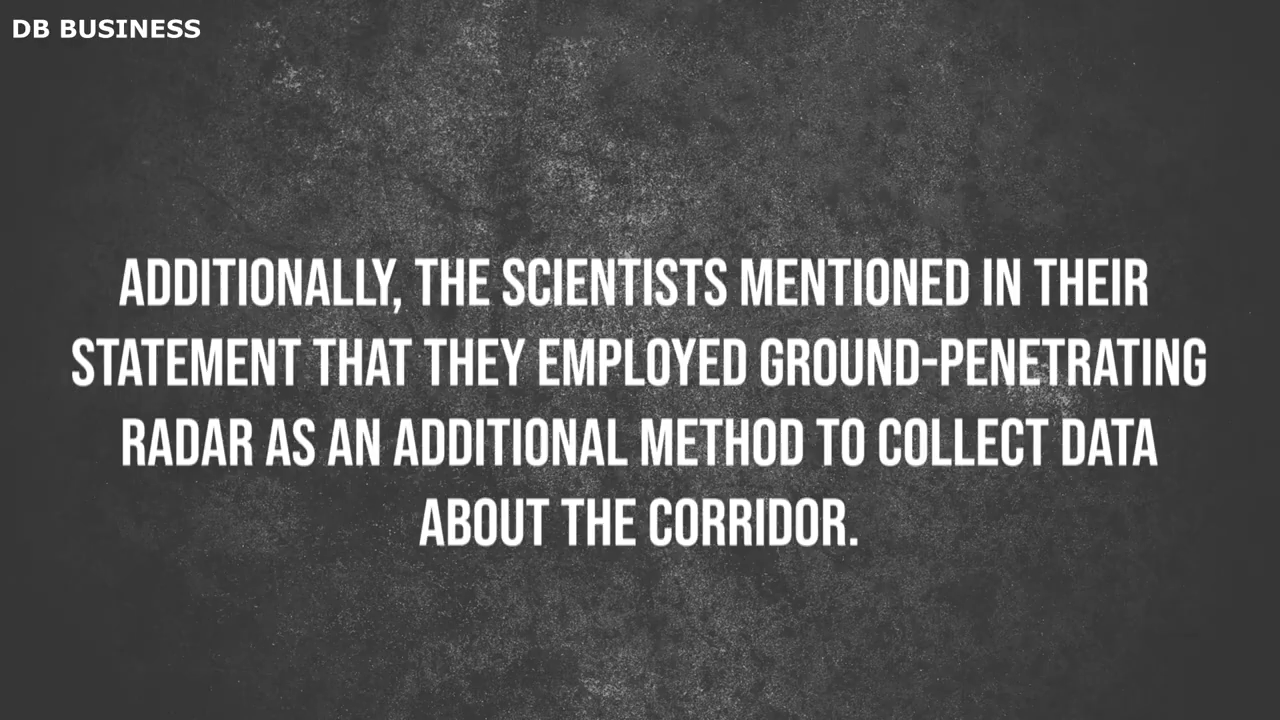 DB BUSINESS
ADDITIONALLY, THE SCIENTISTS MENTIONED IN THEIR
STATEMENT THAT THEY EMPLOYED GROUND-PENETRATING
RADAR AS AN ADDITIONAL METHOD TO COLLECT DATA
ABOUT THE CORRIDOR.